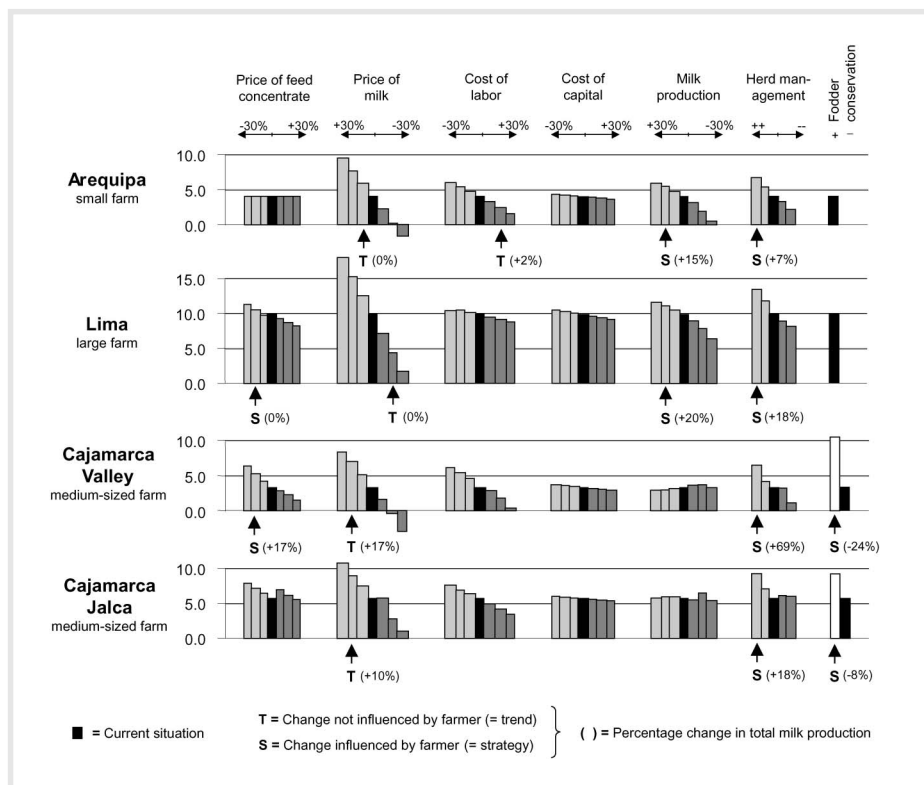 Price of feed
concentrate
Price of
milk
Cost of
labor
Cost of
capital
Milk
production
Herd man-
agement
+ Fodder
– conservation
-30% +30%
+30% -30%
-30% +30%
-30% +30%
+30% -30%
++ --
Arequipa
small farm
10.0
5.0
0.0
T (0%)
T (+2%)
S (+15%)
S (+7%)
Lima
large farm
15.0
10.0
5.0
0.0
S (0%)
T (0%)
S (+20%)
S (+18%)
Cajamarca
Valley
medium-sized farm
10.0
5.0
0.0
S (+17%)
T (+17%)
S (+69%)
S (-24%)
Cajamarca
Jalca
medium-sized farm
10.0
5.0
0.0
T (+10%)
S (+18%)
S (-8%)
= Current situation
T = Change not influenced by farmer (= trend)
S = Change influenced by farmer (= strategy)
( ) = Percentage change in total milk production